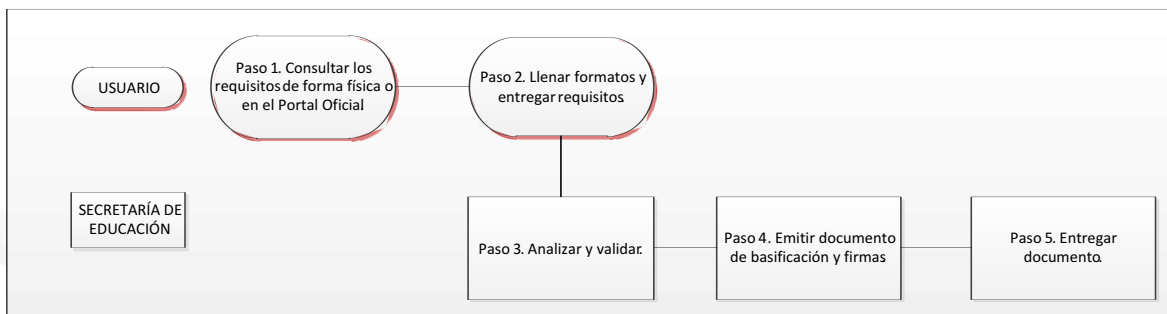 USUARIO
Paso 1. Consultar los
requisitos de forma física o
en el Portal Oficial
Paso 2. Llenar formatos y
entregar requisitos.
SECRETARÍA DE
EDUCACIÓN
Paso 3. Analizar y validar.
Paso 4. Emitir documento
de basificación y firmas
Paso 5. Entregar
documento.